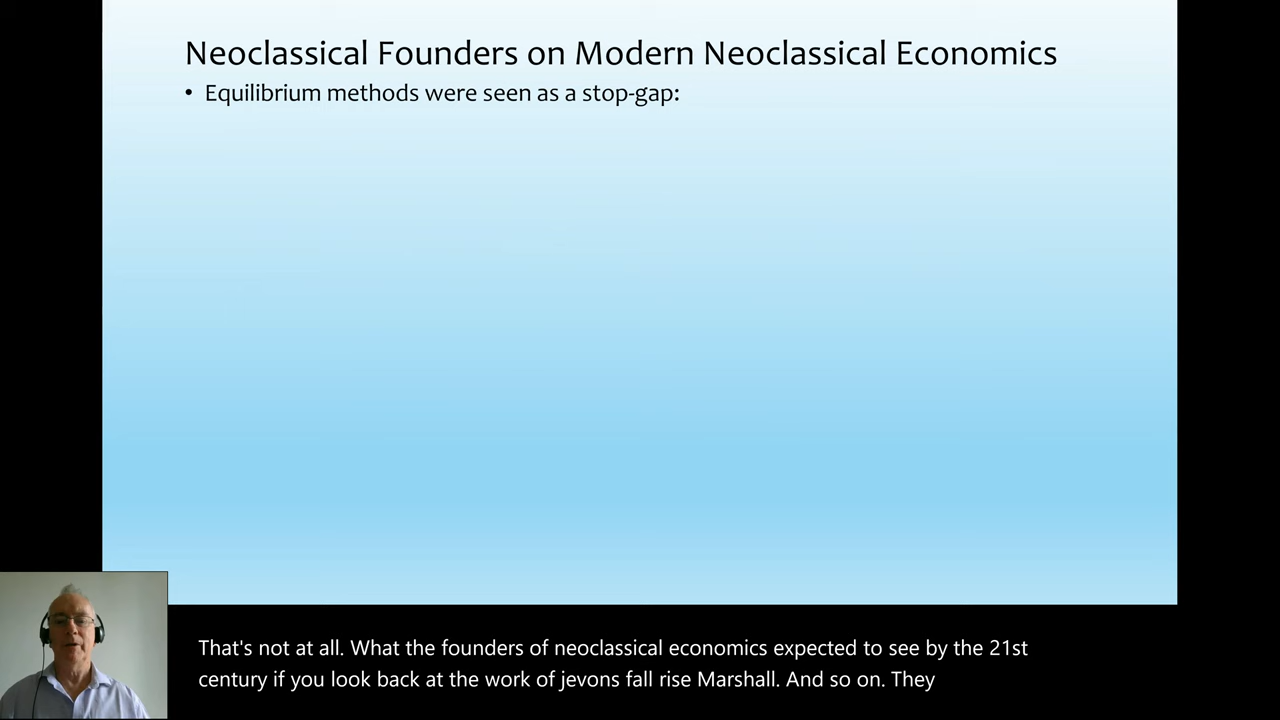 Neoclassical Founders on Modern Neoclassical Economics
• Equilibrium methods were seen as a stop-gap:
That's not at all. What the founders of neoclassical economics expected to see by the 21st
century if you look back at the work of jevons fall rise Marshall. And so on. They